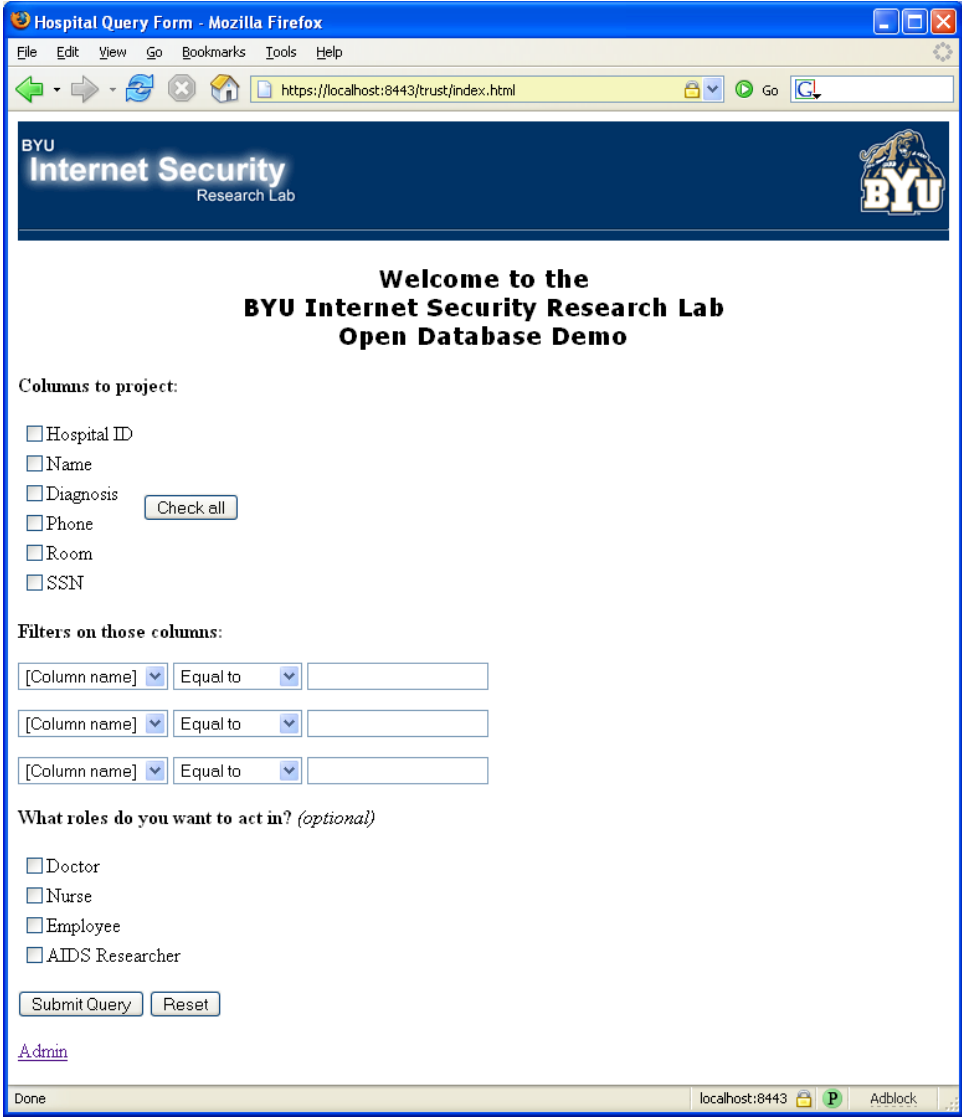 Hospital Query Form - Mozilla Firefox
File Edit View Go Bookmarks Tools Help
https://localhost:8443/trust/index.html Go G
BYU
Internet Security
Research Lab
BYU
Welcome to the
BYU Internet Security Research Lab
Open Database Demo
Columns to project:
Hospital ID
Name
Diagnosis
Check all
Phone
Room
SSN
Filters on those columns:
[Column name] Equal to
[Column name] Equal to
[Column name] Equal to
What roles do you want to act in? (optional)
Doctor
Nurse
Employee
AIDS Researcher
Submit Query Reset
Admin
Done localhost:8443 P Adblock